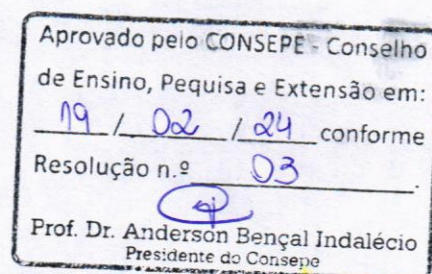 Aprovado pelo CONSEPE - Conselho
de Ensino, Pequisa e Extensão em:
19 / 02 / 24 conforme
Resolução n.º 03.
Prof. Dr. Anderson Bençal Indalécio
Presidente do Consepe